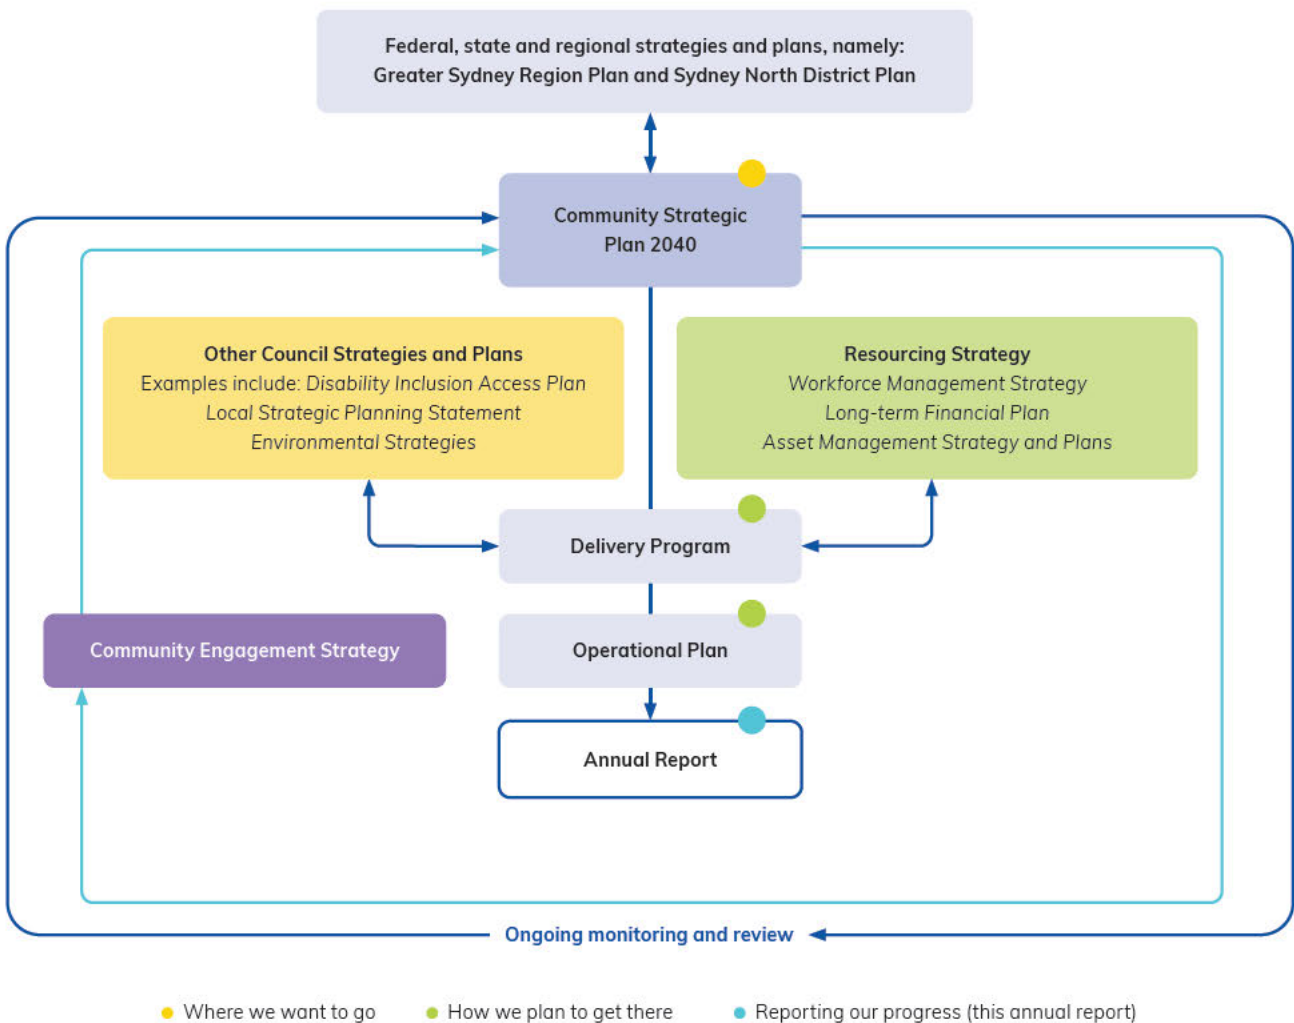 Federal, state and regional strategies and plans, namely:
Greater Sydney Region Plan and Sydney North District Plan
Community Strategic
Plan 2040
Other Council Strategies and Plans
Examples include: Disability Inclusion Access Plan
Local Strategic Planning Statement
Environmental Strategies
Resourcing Strategy
Workforce Management Strategy
Long-term Financial Plan
Asset Management Strategy and Plans
Delivery Program
Community Engagement Strategy
Operational Plan
Annual Report
Ongoing monitoring and review
Where we want to go
How we plan to get there
Reporting our progress (this annual report)